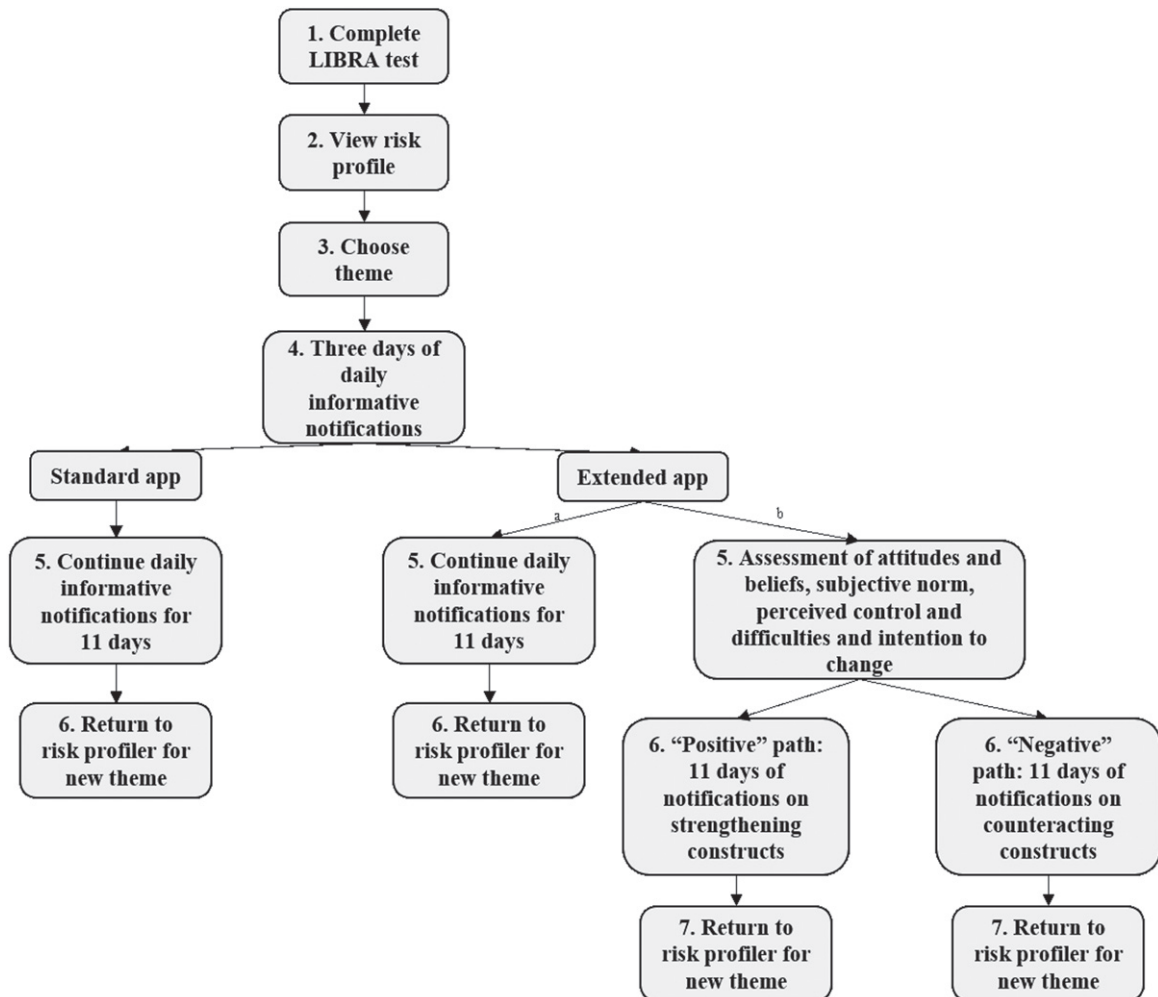 1. Complete
LIBRA test
2. View risk
profile
3. Choose
theme
4. Three days of
daily
informative
notifications
Standard app
Extended app
a
b
5. Continue daily
informative
notifications for
11 days
5. Continue daily
informative
notifications for
11 days
5. Assessment of attitudes and
beliefs, subjective norm,
perceived control and
difficulties and intention to
change
6. Return to
risk profiler for
new theme
6. Return to
risk profiler for
new theme
6. “Positive” path:
11 days of
notifications on
strengthening
constructs
6. “Negative”
path: 11 days of
notifications on
counteracting
constructs
7. Return to
risk profiler for
new theme
7. Return to
risk profiler for
new theme